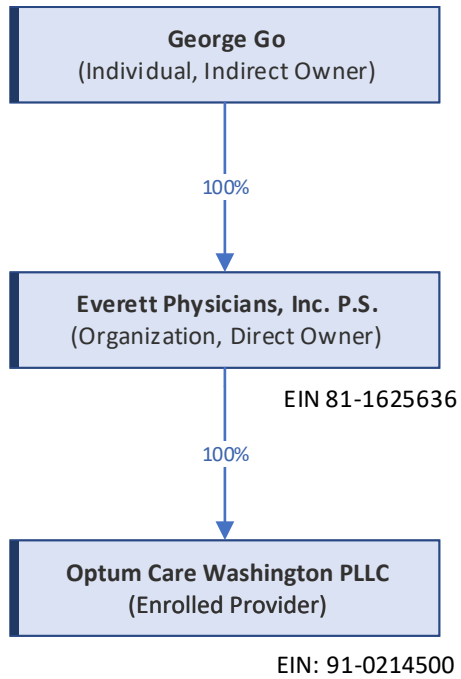 George Go
(Individual, Indirect Owner)
100%
Everett Physicians, Inc. P.S.
(Organization, Direct Owner)
EIN 81-1625636
100%
Optum Care Washington PLLC
(Enrolled Provider)
EIN: 91-0214500